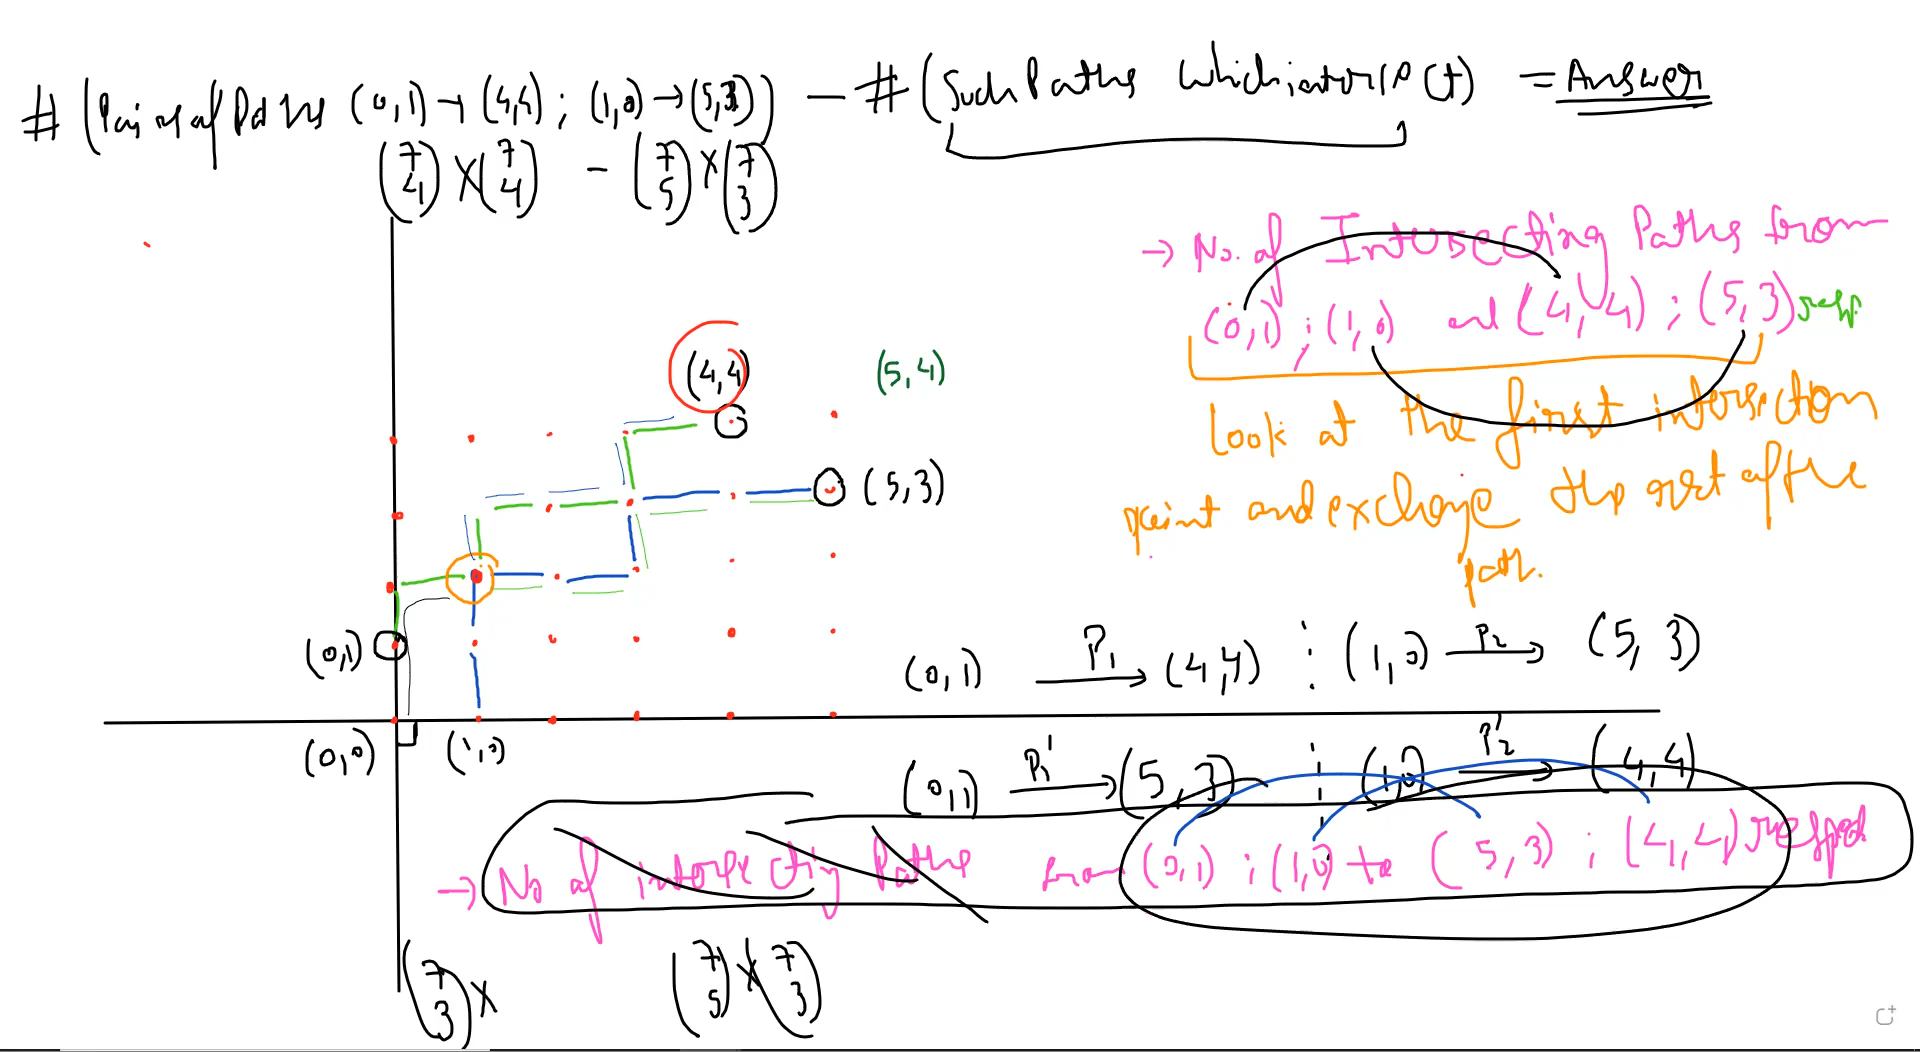 # (Pairs of Paths (0,1) → (4,4) ; (1,0) → (5,3)) — # (Such Paths which intersect) = Answer
(7 4) × (7 4) - (7 5) × (7 3)
→ No. of Intersecting Paths from
(0,1) ; (1,0) and (4,4) ; (5,3) resp.
(4,4) (5,4)
Look at the first intersection
(5,3)
point and exchange the rest of the
path.
(0,1)
(0,1) P1→ (4,4) ; (1,0) P2→ (5,3)
(0,0) (1,0)
(0,1) P1'→ (5,3) ; (1,0) P2'→ (4,4)
→ No of intersecting Paths from (0,1) ; (1,0) to (5,3) ; (4,4) respect
(7 3) × (7 5) × (7 3)